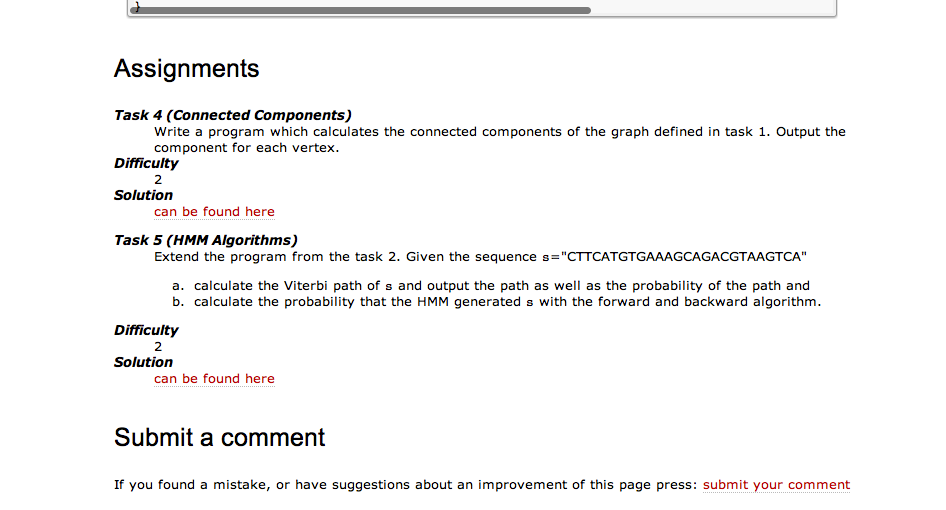 }
Assignments
Task 4 (Connected Components)
Write a program which calculates the connected components of the graph defined in task 1. Output the
component for each vertex.
Difficulty
2
Solution
can be found here
Task 5 (HMM Algorithms)
Extend the program from the task 2. Given the sequence s="CTTCATGTGAAAGCAGACGTAAGTCA"
a. calculate the Viterbi path of s and output the path as well as the probability of the path and
b. calculate the probability that the HMM generated s with the forward and backward algorithm.
Difficulty
2
Solution
can be found here
Submit a comment
If you found a mistake, or have suggestions about an improvement of this page press: submit your comment